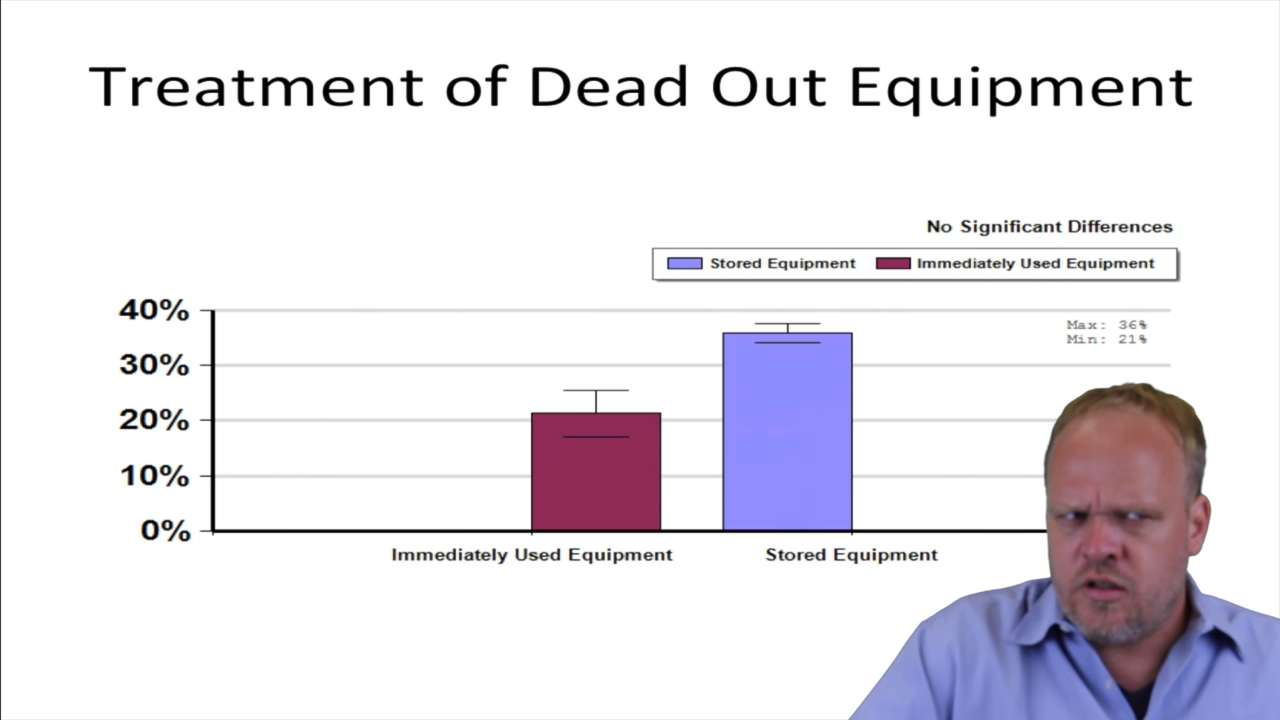 Treatment of Dead Out Equipment
No Significant Differences
Stored Equipment Immediately Used Equipment
Max: 36%
Min: 21%
40%
30%
20%
10%
0%
Immediately Used Equipment Stored Equipment